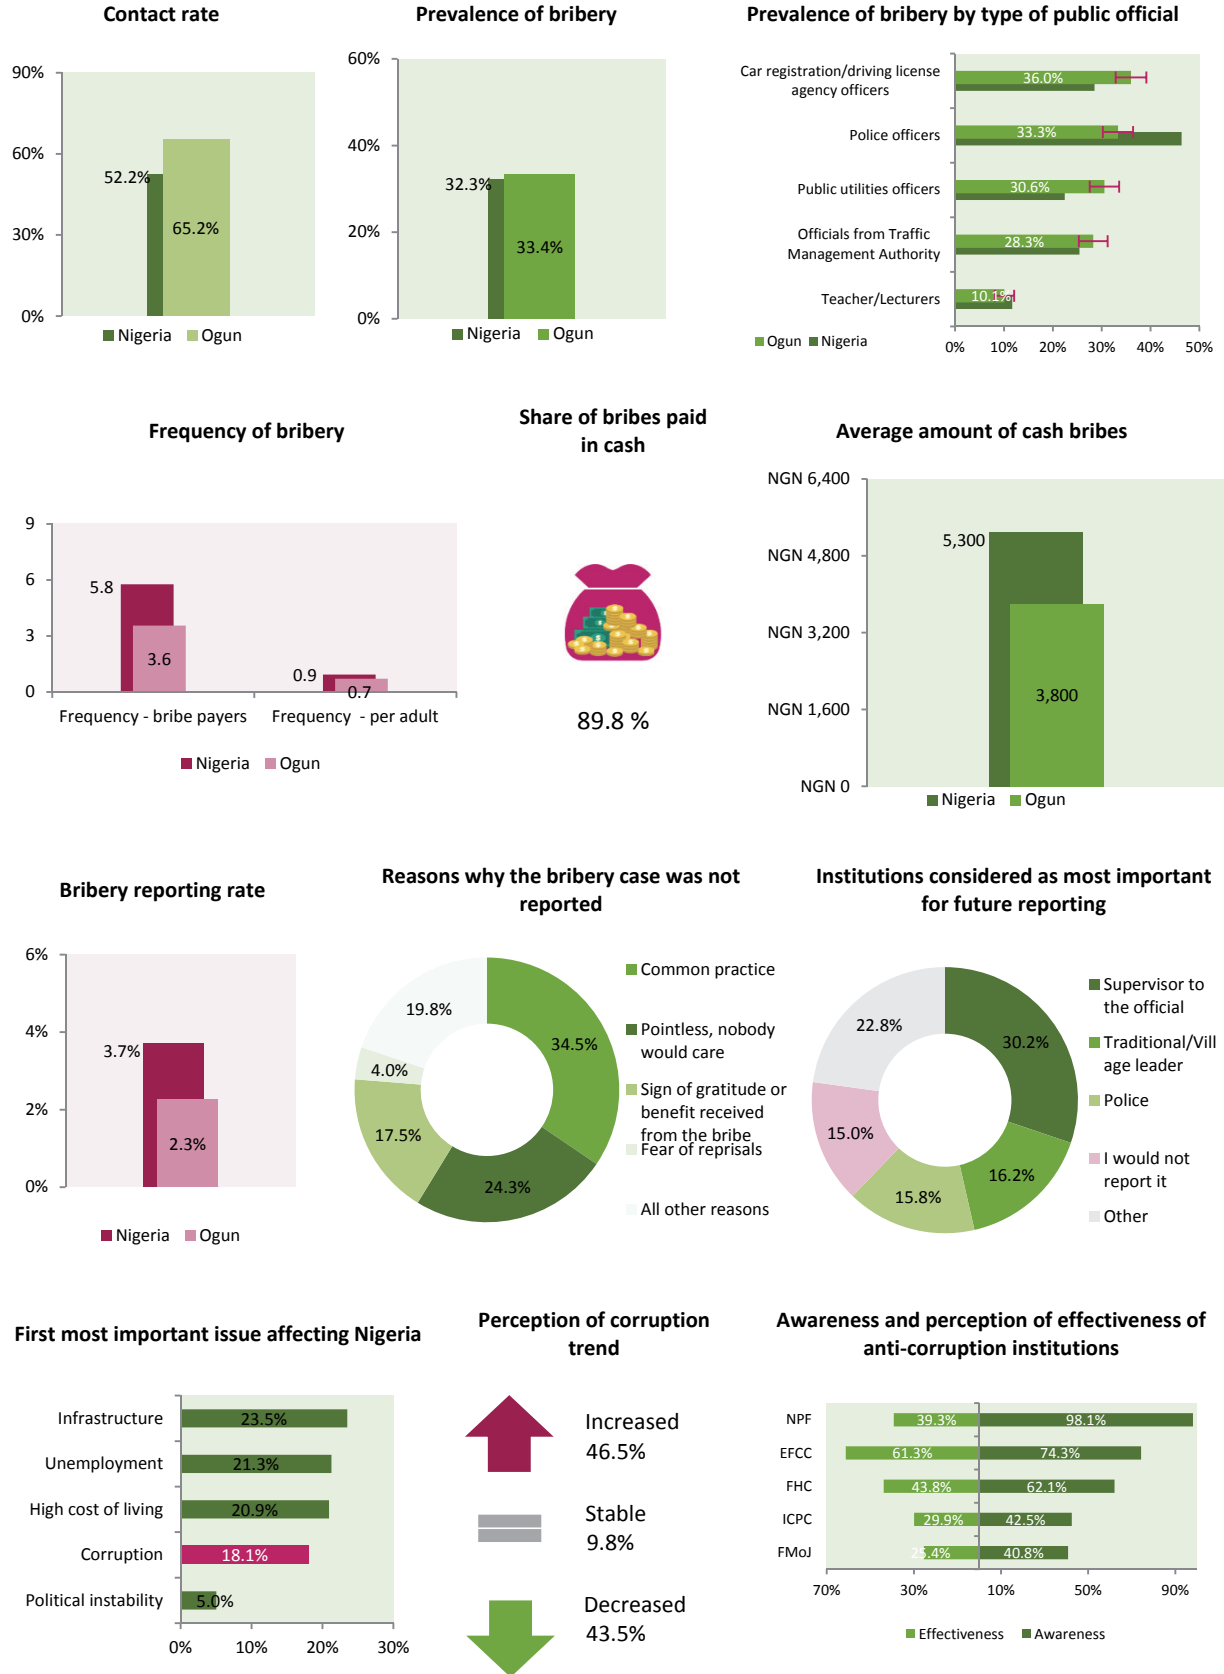 Contact rate
90%
60%
30%
0%
52.2%
65.2%
Nigeria Ogun
Prevalence of bribery
60%
40%
20%
0%
32.3%
33.4%
Nigeria Ogun
Prevalence of bribery by type of public official
Car registration/driving license
agency officers
36.0%
Police officers
33.3%
Public utilities officers
30.6%
Officials from Traffic
Management Authority
28.3%
Teacher/Lecturers
10.1%
Ogun Nigeria
0% 10% 20% 30% 40% 50%
Frequency of bribery
9
6
3
0
5.8
3.6
0.9
0.7
Frequency - bribe payers
Frequency - per adult
Nigeria Ogun
Share of bribes paid
in cash
89.8 %
Average amount of cash bribes
NGN 6,400
NGN 4,800
NGN 3,200
NGN 1,600
NGN 0
5,300
3,800
Nigeria Ogun
Bribery reporting rate
6%
4%
2%
0%
3.7%
2.3%
Nigeria Ogun
Reasons why the bribery case was not
reported
34.5%
24.3%
17.5%
4.0%
19.8%
Common practice
Pointless, nobody
would care
Sign of gratitude or
benefit received
from the bribe
Fear of reprisals
All other reasons
Institutions considered as most important
for future reporting
30.2%
16.2%
15.8%
15.0%
22.8%
Supervisor to
the official
Traditional/Vill
age leader
Police
I would not
report it
Other
First most important issue affecting Nigeria
Infrastructure
23.5%
Unemployment
21.3%
High cost of living
20.9%
Corruption
18.1%
Political instability
5.0%
0% 10% 20% 30%
Perception of corruption
trend
Increased
46.5%
Stable
9.8%
Decreased
43.5%
Awareness and perception of effectiveness of
anti-corruption institutions
NPF 39.3% 98.1%
EFCC 61.3% 74.3%
FHC 43.8% 62.1%
ICPC 29.9% 42.5%
FMoJ 25.4% 40.8%
70% 30% 10% 50% 90%
Effectiveness Awareness